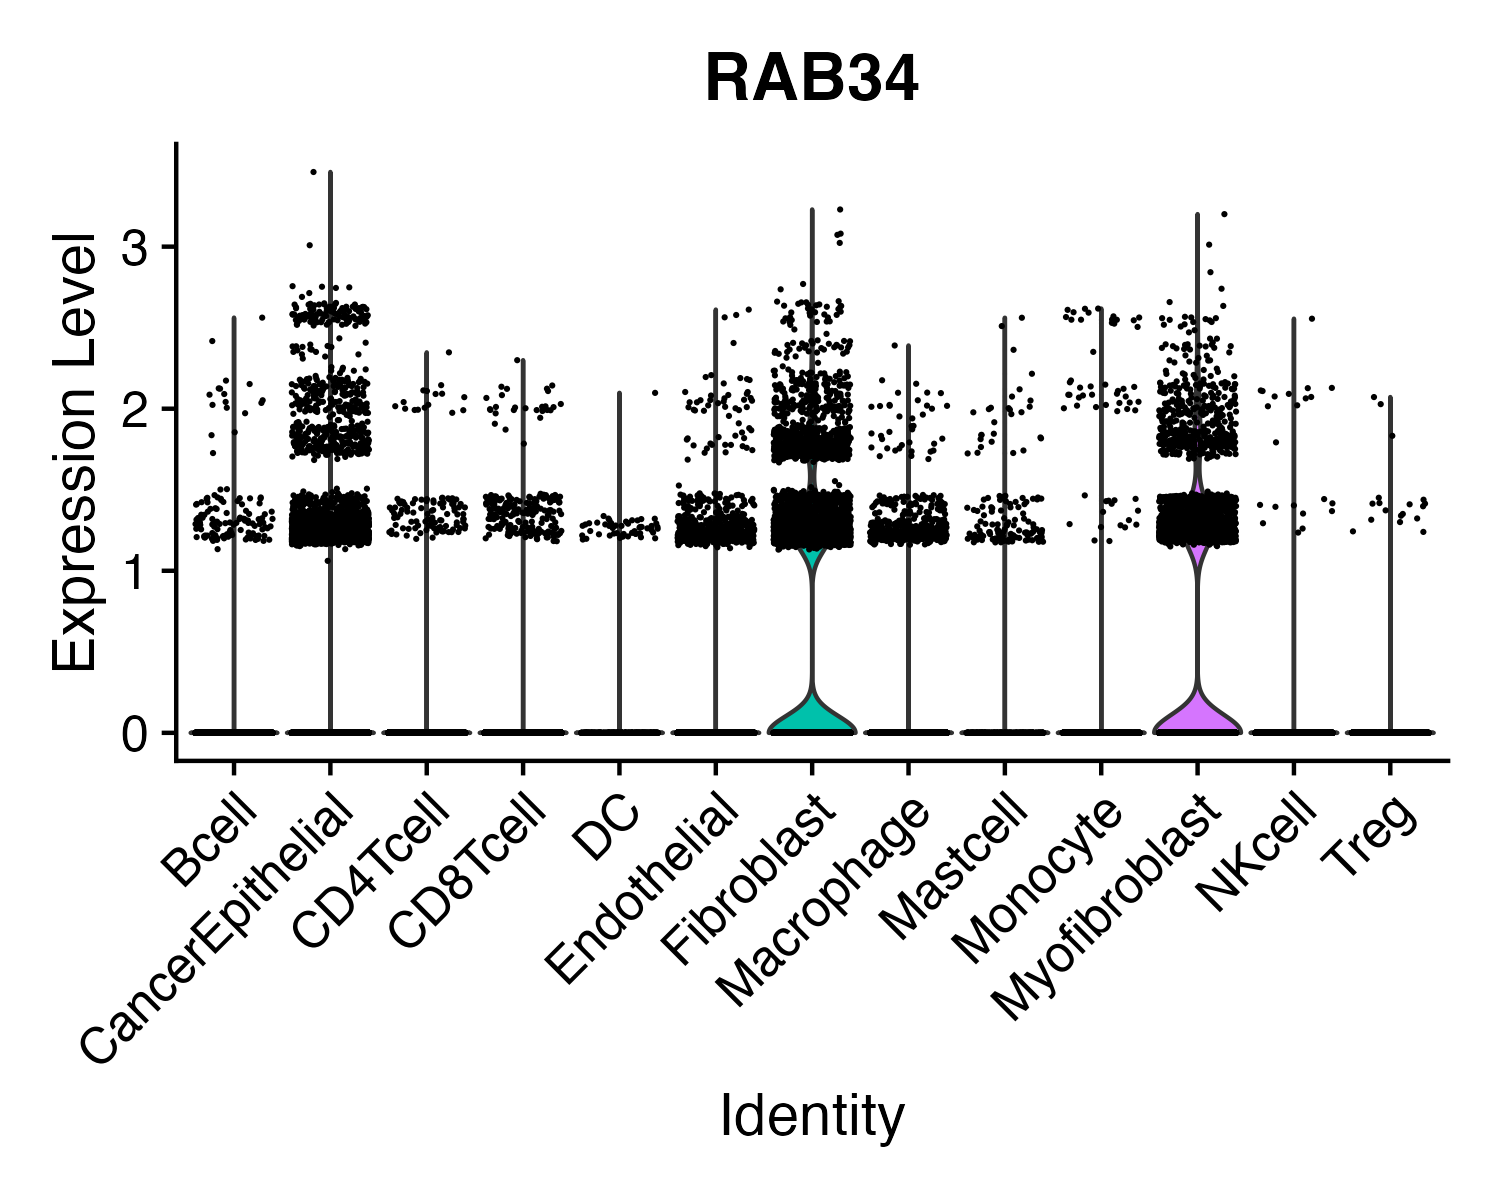 RAB34
Expression Level
3
2
1
0
Bcell
CancerEpithelial
CD4Tcell
CD8Tcell
DC
Endothelial
Fibroblast
Macrophage
Mastcell
Monocyte
Myofibroblast
NKcell
Treg
Identity